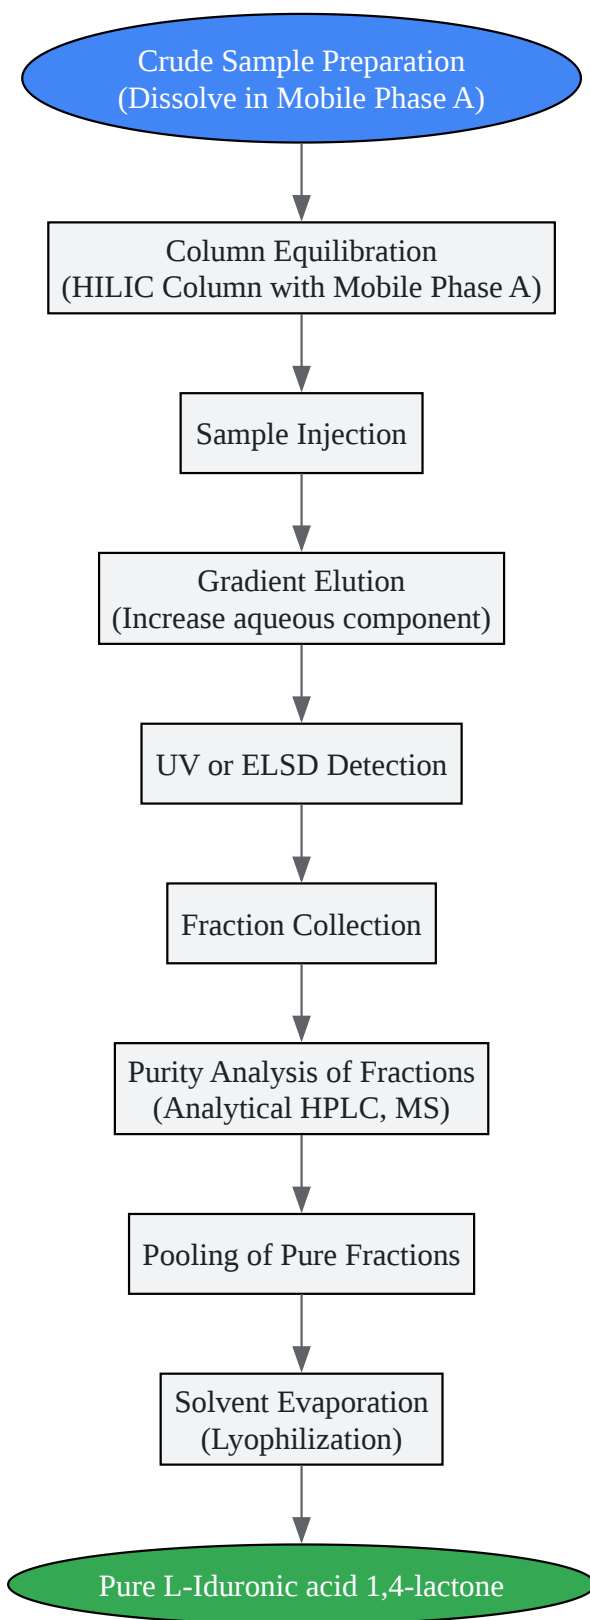 Crude Sample Preparation
(Dissolve in Mobile Phase A)
Column Equilibration
(HILIC Column with Mobile Phase A)
Sample Injection
Gradient Elution
(Increase aqueous component)
UV or ELSD Detection
Fraction Collection
Purity Analysis of Fractions
(Analytical HPLC, MS)
Pooling of Pure Fractions
Solvent Evaporation
(Lyophilization)
Pure L-Iduronic acid 1,4-lactone